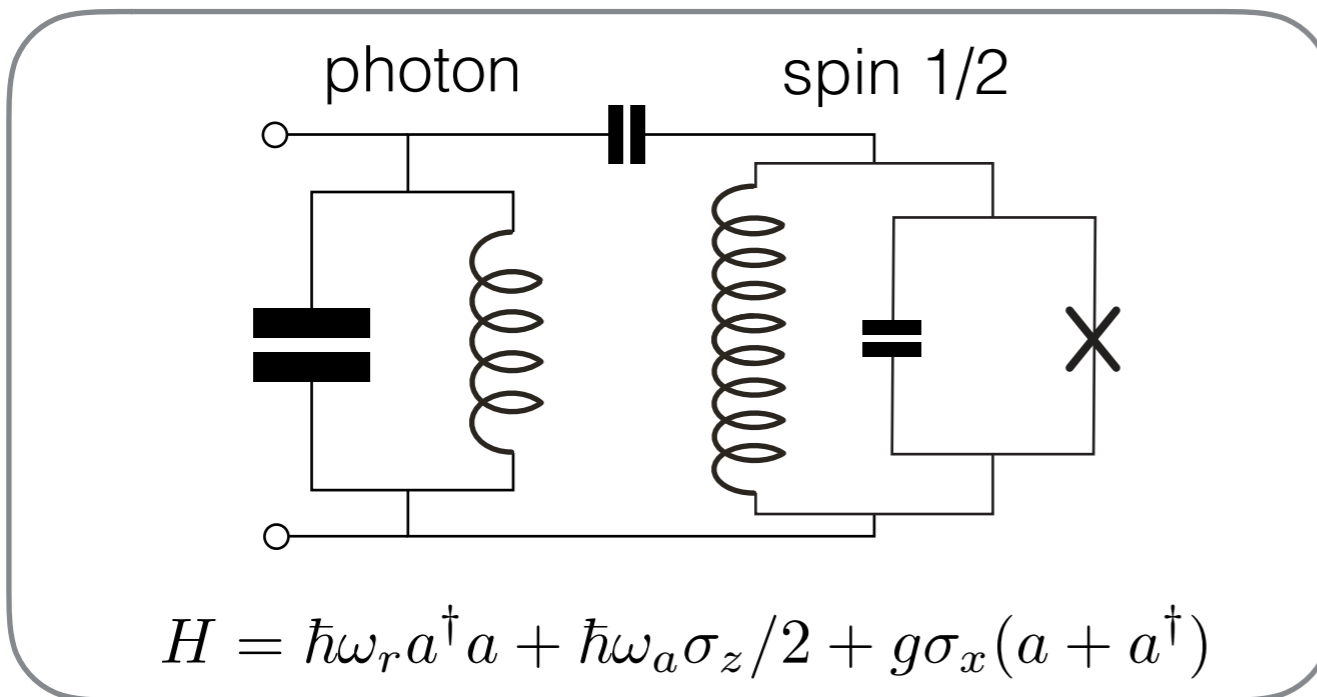 photon spin 1/2
H = ℏω_r a†a + ℏω_a σ_z/2 + gσ_x(a + a†)